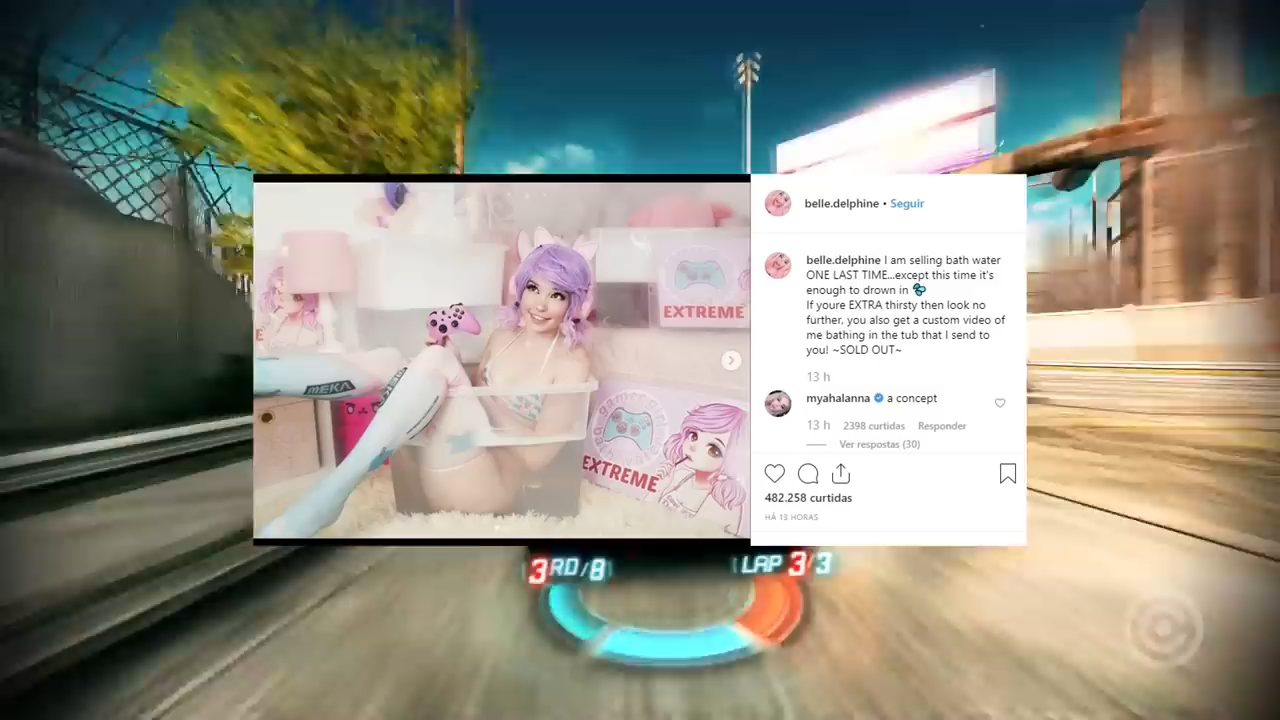 belle.delphine • Seguir
belle.delphine I am selling bath water
ONE LAST TIME...except this time it's
enough to drown in
If youre EXTRA thirsty then look no
further, you also get a custom video of
me bathing in the tub that I send to
you! ~SOLD OUT~
13 h
myahalanna a concept
13 h 2398 curtidas Responder
Ver respostas (30)
482.258 curtidas
HÁ 13 HORAS
EXTREME
MEKA
EXTREME
3RD/8
LAP 3/3